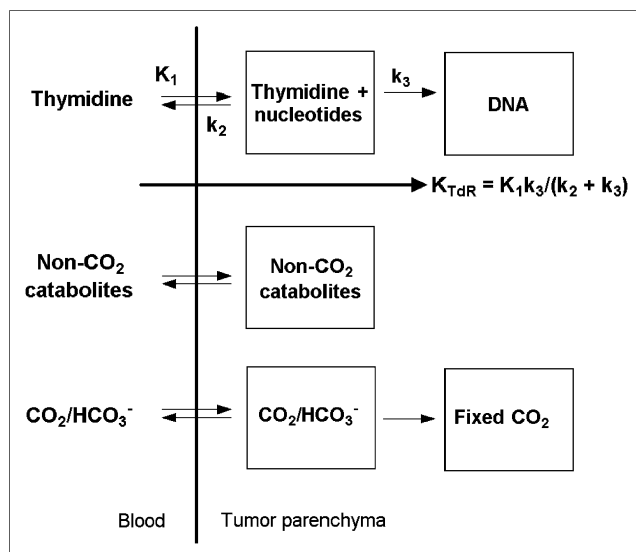 K₁
k₃
Thymidine
Thymidine +
nucleotides
DNA
k₂
K_TdR = K₁k₃/(k₂ + k₃)
Non-CO₂
catabolites
Non-CO₂
catabolites
CO₂/HCO₃⁻
CO₂/HCO₃⁻
Fixed CO₂
Blood
Tumor parenchyma